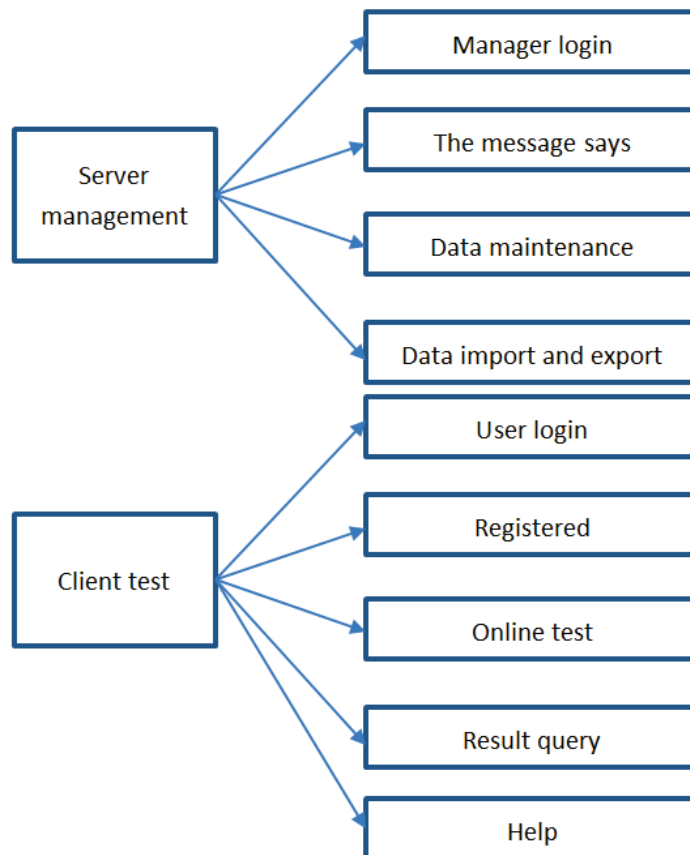 Manager login
The message says
Server
management
Data maintenance
Data import and export
User login
Registered
Client test
Online test
Result query
Help